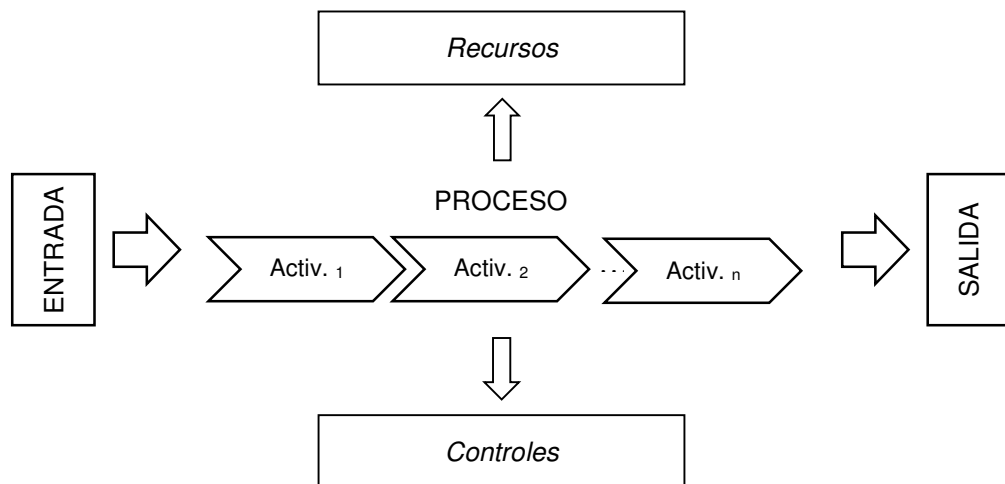 Recursos
PROCESO
ENTRADA
Activ. 1
Activ. 2
...
Activ. n
SALIDA
Controles